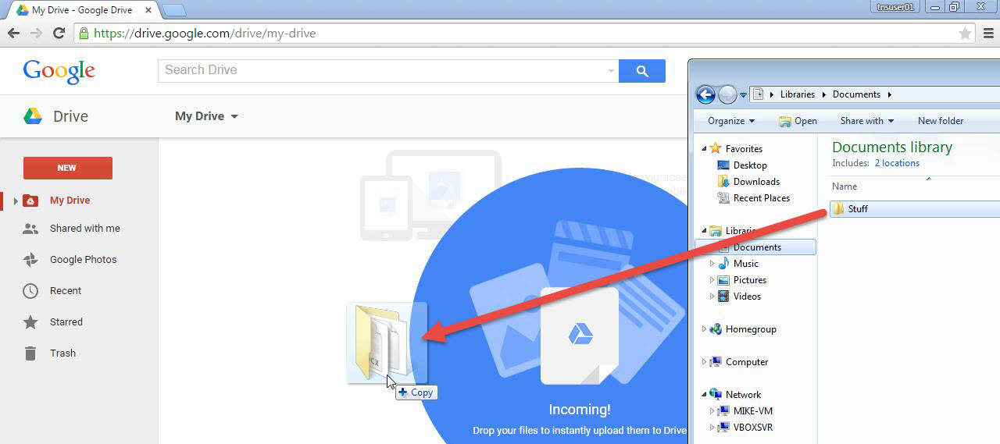 My Drive - Google Drive
tnsuser01
https://drive.google.com/drive/my-drive
Google
Search Drive
Drive
My Drive
NEW
My Drive
Shared with me
Google Photos
Recent
Starred
Trash
Copy
Incoming!
Drop your files to instantly upload them to Drive
Libraries Documents
Organize Open Share with New folder
Favorites
Desktop
Downloads
Recent Places
Documents
Music
Pictures
Videos
Homegroup
Computer
Network
MIKE-VM
VBOXSVR
Documents library
Includes: 2 locations
Name
Stuff